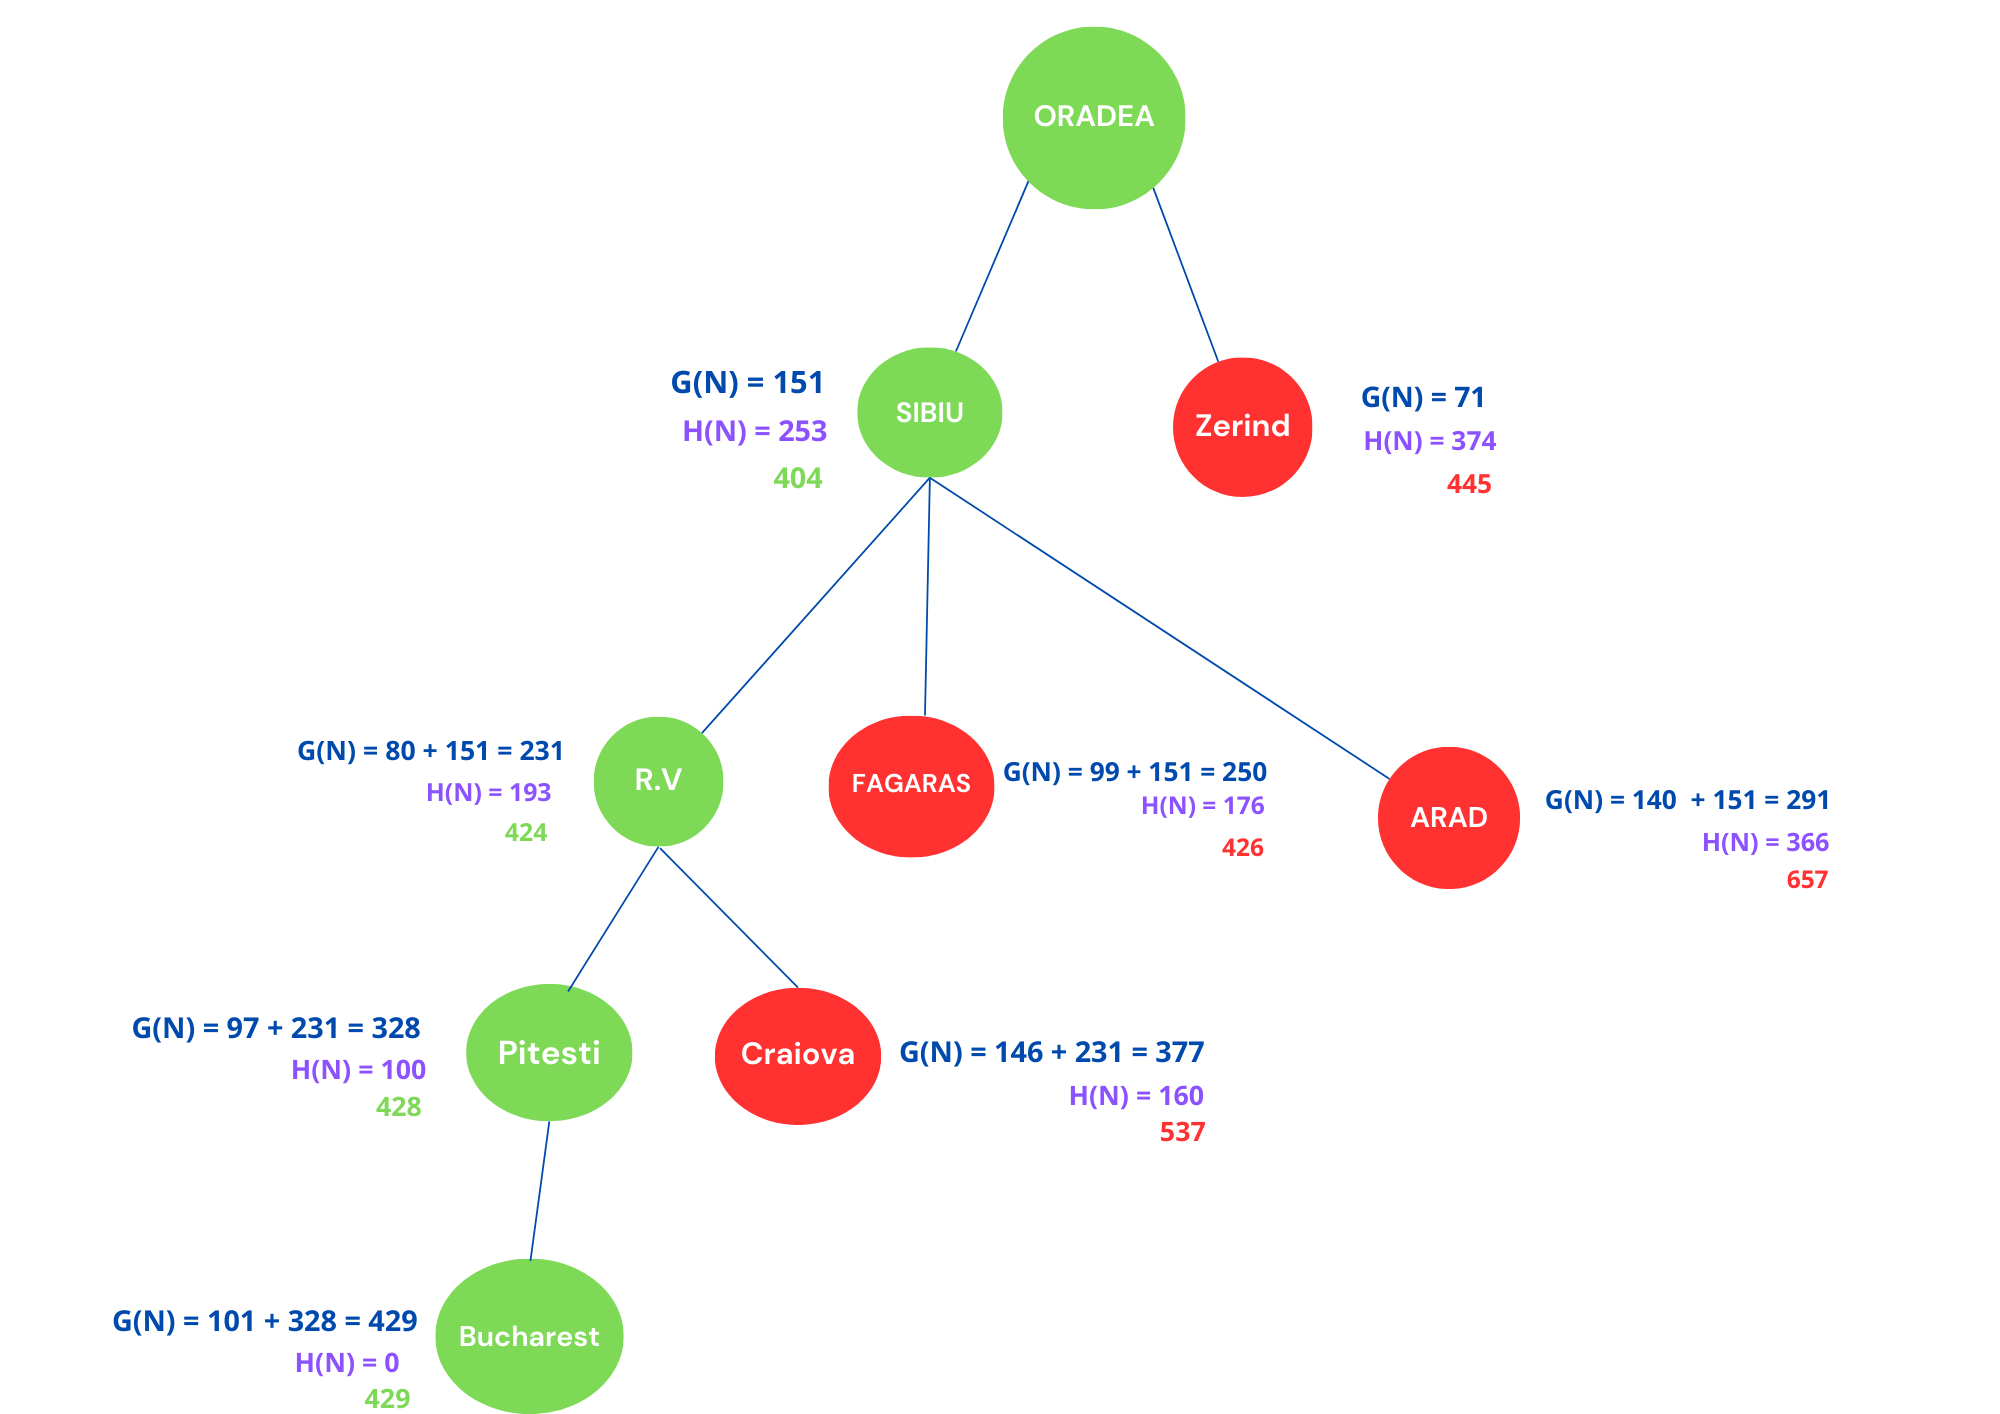 ORADEA
G(N) = 151
H(N) = 253
404
SIBIU
Zerind
G(N) = 71
H(N) = 374
445
G(N) = 80 + 151 = 231
H(N) = 193
424
R.V
FAGARAS
G(N) = 99 + 151 = 250
H(N) = 176
426
ARAD
G(N) = 140 + 151 = 291
H(N) = 366
657
G(N) = 97 + 231 = 328
H(N) = 100
428
Pitesti
Craiova
G(N) = 146 + 231 = 377
H(N) = 160
537
G(N) = 101 + 328 = 429
H(N) = 0
429
Bucharest